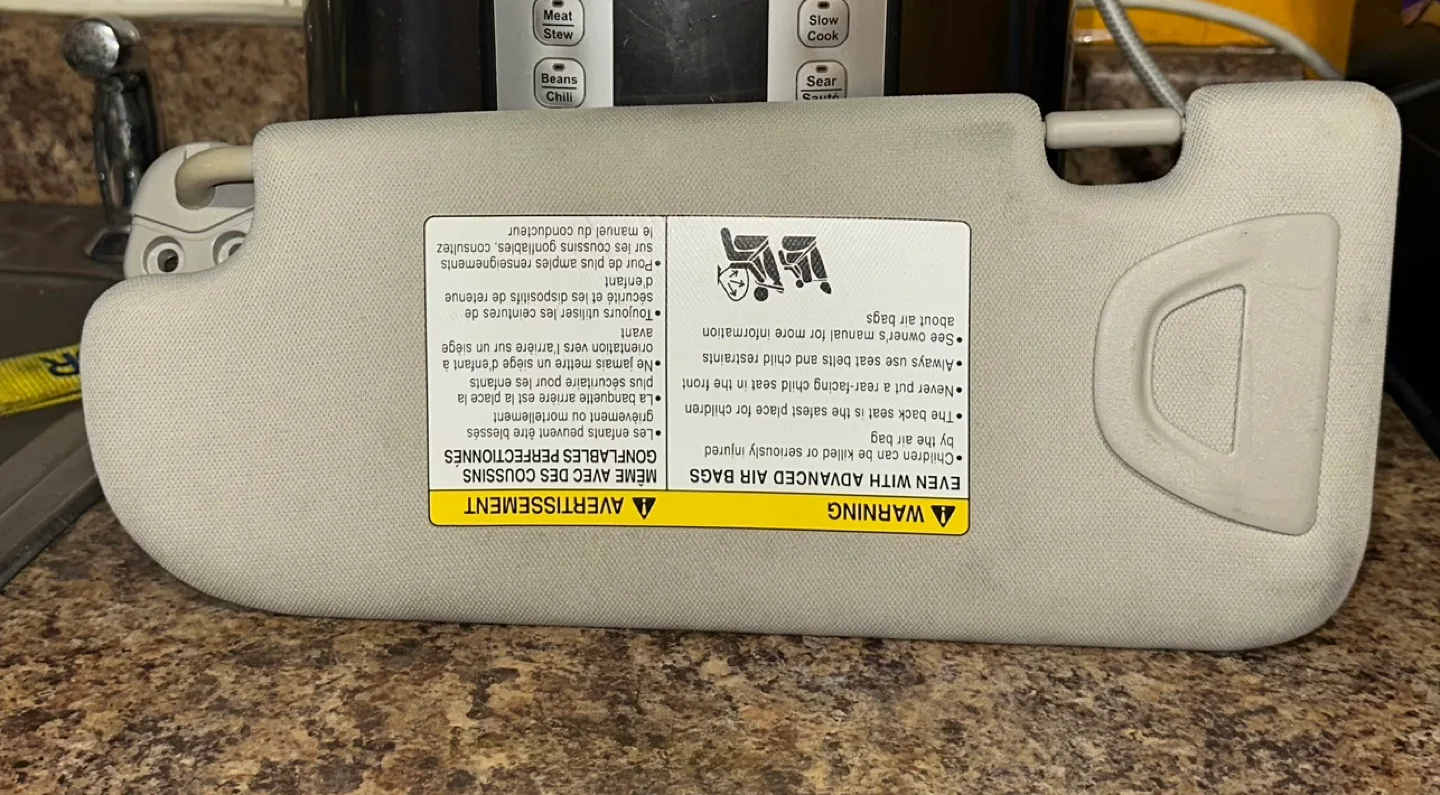 Meat
Stew
Beans
Chili
Slow
Cook
Sear
Sauté
WARNING
EVEN WITH ADVANCED AIR BAGS
•Children can be killed or seriously injured
by the air bag
•The back seat is the safest place for children
•Never put a rear-facing child seat in the front
•Always use seat belts and child restraints
•See owner's manual for more information
about air bags
AVERTISSEMENT
MÊME AVEC DES COUSSINS
GONFLABLES PERFECTIONNÉS
•Les enfants peuvent être blessés
grièvement ou mortellement
•La banquette arrière est la place la
plus sécuritaire pour les enfants
•Ne jamais mettre un siège d'enfant à
orientation vers l'arrière sur un siège
avant
•Toujours utiliser les ceintures de
sécurité et les dispositifs de retenue
d'enfant
•Pour de plus amples renseignements
sur les coussins gonflables, consultez
le manuel du conducteur